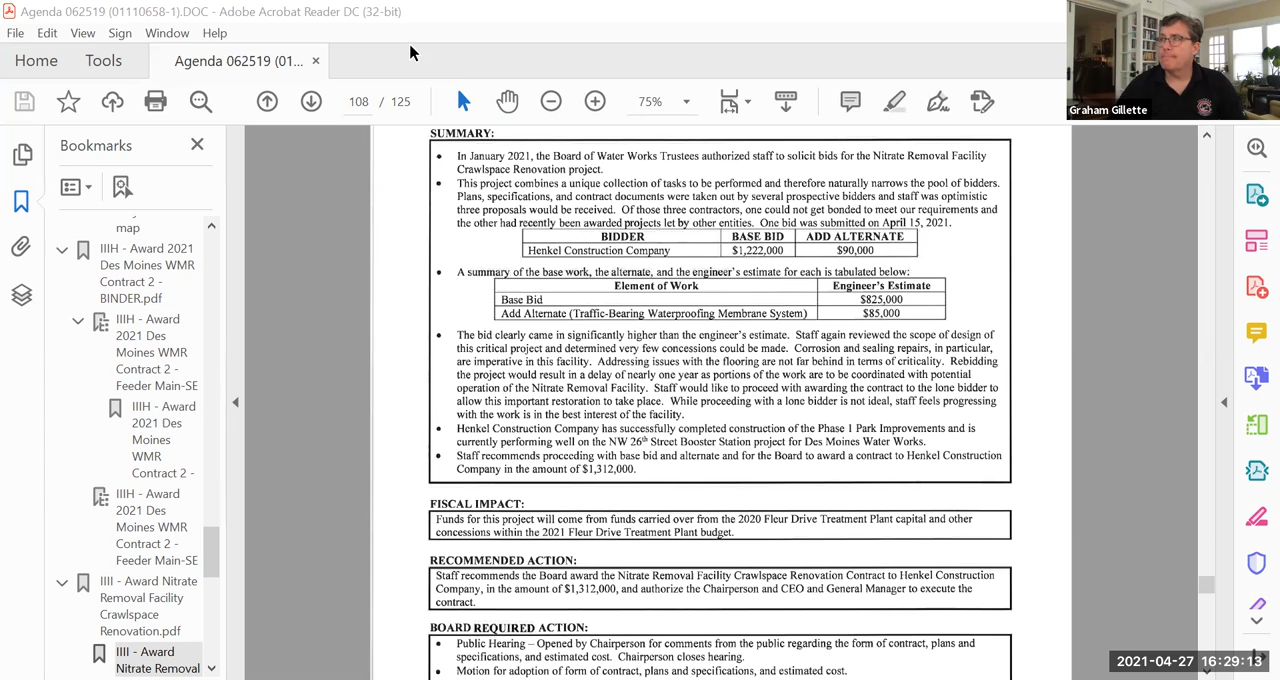 Agenda 062519 (01110658-1).DOC - Adobe Acrobat Reader DC (32-bit)
File Edit View Sign Window Help
Home Tools Agenda 062519 (01... ×
108 / 125 75%
Graham Gillette
Bookmarks
map
IIIH - Award 2021
Des Moines WMR
Contract 2 -
BINDER.pdf
IIIH - Award
2021 Des
Moines WMR
Contract 2 -
Feeder Main-SE
IIIH - Award
2021 Des
Moines
WMR
Contract 2 -
IIIH - Award
2021 Des
Moines WMR
Contract 2 -
Feeder Main-SE
IIII - Award Nitrate
Removal Facility
Crawlspace
Renovation.pdf
IIII - Award
Nitrate Removal
SUMMARY:
• In January 2021, the Board of Water Works Trustees authorized staff to solicit bids for the Nitrate Removal Facility
Crawlspace Renovation project.
• This project combines a unique collection of tasks to be performed and therefore naturally narrows the pool of bidders.
Plans, specifications, and contract documents were taken out by several prospective bidders and staff was optimistic
three proposals would be received. Of those three contractors, one could not get bonded to meet our requirements and
the other had recently been awarded projects let by other entities. One bid was submitted on April 15, 2021.
BIDDER BASE BID ADD ALTERNATE
Henkel Construction Company $1,222,000 $90,000
• A summary of the base work, the alternate, and the engineer's estimate for each is tabulated below:
Element of Work Engineer's Estimate
Base Bid $825,000
Add Alternate (Traffic-Bearing Waterproofing Membrane System) $85,000
• The bid clearly came in significantly higher than the engineer's estimate. Staff again reviewed the scope of design of
this critical project and determined very few concessions could be made. Corrosion and sealing repairs, in particular,
are imperative in this facility. Addressing issues with the flooring are not far behind in terms of criticality. Rebidding
the project would result in a delay of nearly one year as portions of the work are to be coordinated with potential
operation of the Nitrate Removal Facility. Staff would like to proceed with awarding the contract to the lone bidder to
allow this important restoration to take place. While proceeding with a lone bidder is not ideal, staff feels progressing
with the work is in the best interest of the facility.
• Henkel Construction Company has successfully completed construction of the Phase 1 Park Improvements and is
currently performing well on the NW 26th Street Booster Station project for Des Moines Water Works.
• Staff recommends proceeding with base bid and alternate and for the Board to award a contract to Henkel Construction
Company in the amount of $1,312,000.
FISCAL IMPACT:
Funds for this project will come from funds carried over from the 2020 Fleur Drive Treatment Plant capital and other
concessions within the 2021 Fleur Drive Treatment Plant budget.
RECOMMENDED ACTION:
Staff recommends the Board award the Nitrate Removal Facility Crawlspace Renovation Contract to Henkel Construction
Company, in the amount of $1,312,000, and authorize the Chairperson and CEO and General Manager to execute the
contract.
BOARD REQUIRED ACTION:
• Public Hearing – Opened by Chairperson for comments from the public regarding the form of contract, plans and
specifications, and estimated cost. Chairperson closes hearing.
• Motion for adoption of form of contract, plans and specifications, and estimated cost.
2021-04-27 16:29:13